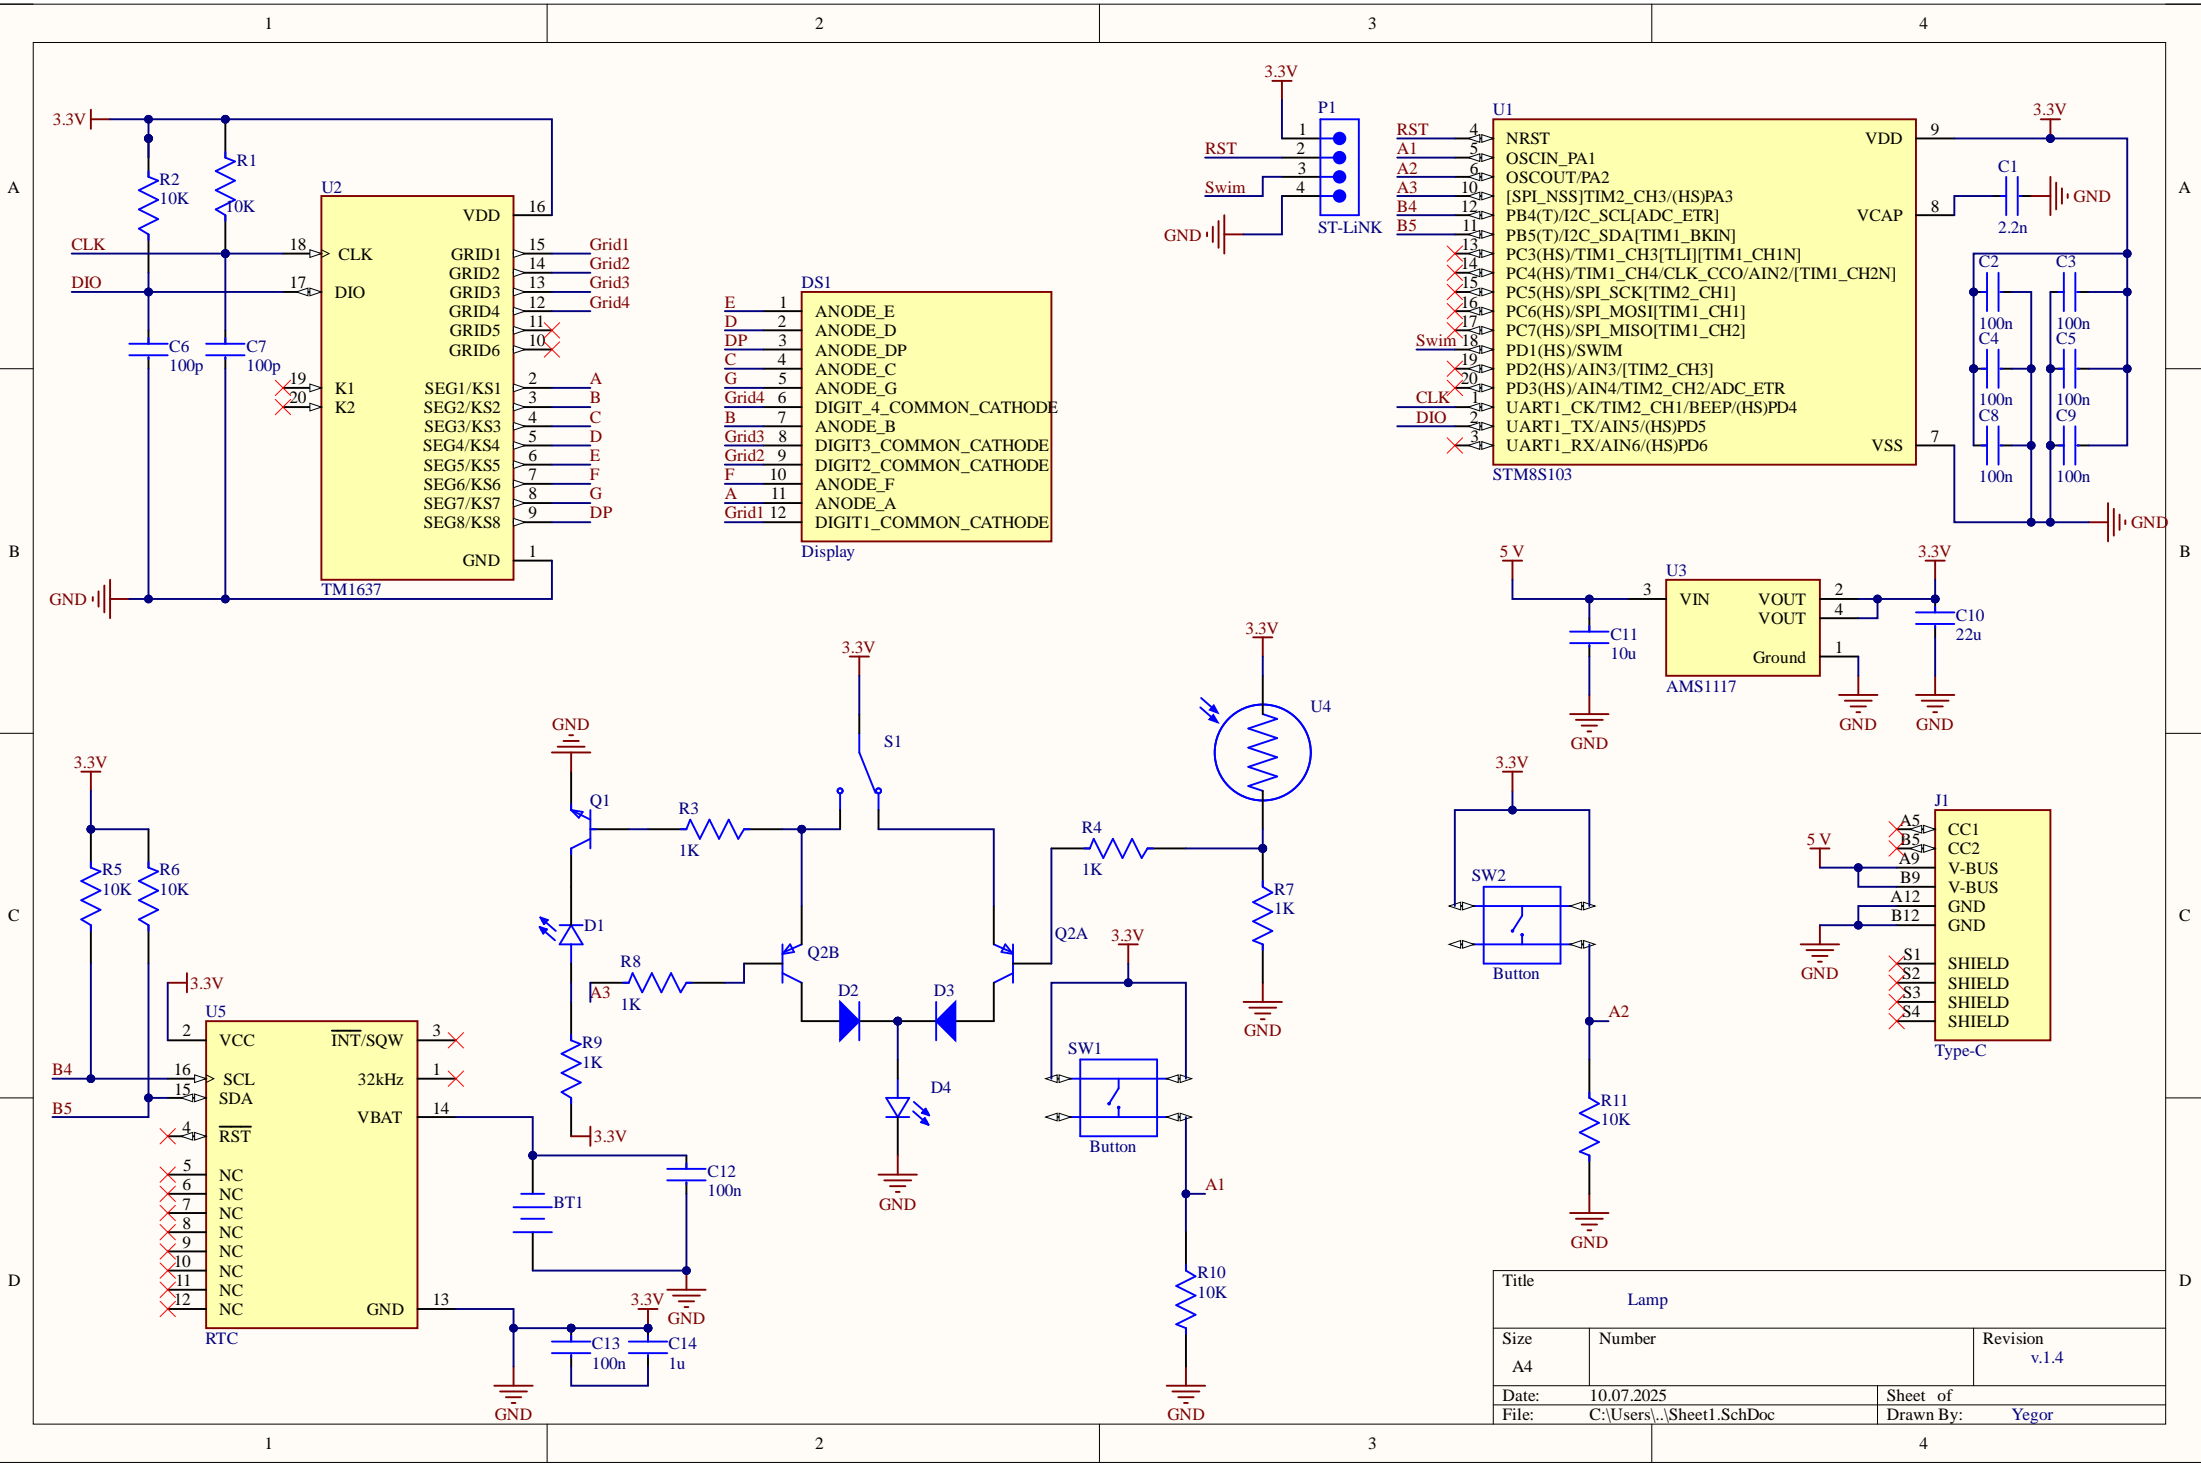 1
2
3
4
A
B
C
D
A
B
C
D
1
2
3
4
3.3V
R2
10K
R1
10K
CLK
DIO
C6
100p
C7
100p
GND
U2
18 CLK
17 DIO
19 K1
20 K2
VDD 16
GRID1 15 Grid1
GRID2 14 Grid2
GRID3 13 Grid3
GRID4 12 Grid4
GRID5 11
GRID6 10
SEG1/KS1 2 A
SEG2/KS2 3 B
SEG3/KS3 4 C
SEG4/KS4 5 D
SEG5/KS5 6 E
SEG6/KS6 7 F
SEG7/KS7 8 G
SEG8/KS8 9 DP
GND 1
TM1637
DS1
E 1 ANODE_E
D 2 ANODE_D
DP 3 ANODE_DP
C 4 ANODE_C
G 5 ANODE_G
Grid4 6 DIGIT_4_COMMON_CATHODE
B 7 ANODE_B
Grid3 8 DIGIT3_COMMON_CATHODE
Grid2 9 DIGIT2_COMMON_CATHODE
F 10 ANODE_F
A 11 ANODE_A
Grid1 12 DIGIT1_COMMON_CATHODE
Display
3.3V
P1
1
RST 2
3
Swim 4
GND
ST-LiNK
U1
RST 4 NRST
A1 5 OSCIN_PA1
A2 6 OSCOUT/PA2
A3 10 [SPI_NSS]TIM2_CH3/(HS)PA3
B4 12 PB4(T)/I2C_SCL[ADC_ETR]
B5 11 PB5(T)/I2C_SDA[TIM1_BKIN]
13 PC3(HS)/TIM1_CH3[TLI][TIM1_CH1N]
14 PC4(HS)/TIM1_CH4/CLK_CCO/AIN2/[TIM1_CH2N]
15 PC5(HS)/SPI_SCK[TIM2_CH1]
16 PC6(HS)/SPI_MOSI[TIM1_CH1]
17 PC7(HS)/SPI_MISO[TIM1_CH2]
Swim 18 PD1(HS)/SWIM
19 PD2(HS)/AIN3/[TIM2_CH3]
20 PD3(HS)/AIN4/TIM2_CH2/ADC_ETR
CLK 1 UART1_CK/TIM2_CH1/BEEP/(HS)PD4
DIO 2 UART1_TX/AIN5/(HS)PD5
3 UART1_RX/AIN6/(HS)PD6
VDD 9
VCAP 8
VSS 7
STM8S103
3.3V
C1
2.2n
GND
C2
100n
C3
100n
C4
100n
C5
100n
C8
100n
C9
100n
GND
5 V
3.3V
U3
3 VIN
VOUT 2
VOUT 4
Ground 1
AMS1117
C11
10u
C10
22u
GND
GND
GND
3.3V
S1
GND
Q1
R3
1K
D1
R8
1K
A3
R9
1K
3.3V
Q2B
Q2A
D2
D3
D4
GND
3.3V
U4
R4
1K
R7
1K
GND
3.3V
SW1
Button
A1
R10
10K
GND
3.3V
SW2
Button
A2
R11
10K
GND
J1
A5 CC1
B5 CC2
5 V
A9 V-BUS
B9 V-BUS
A12 GND
B12 GND
GND
S1 SHIELD
S2 SHIELD
S3 SHIELD
S4 SHIELD
Type-C
3.3V
R5
10K
R6
10K
3.3V
U5
2 VCC
B4 16 SCL
15 SDA
B5
4 RST
5 NC
6 NC
7 NC
8 NC
9 NC
10 NC
11 NC
12 NC
INT/SQW 3
32kHz 1
VBAT 14
GND 13
RTC
BT1
C12
100n
GND
3.3V
C13
100n
C14
1u
GND
Title
Lamp
Size
A4
Number
Revision
v.1.4
Date: 10.07.2025
Sheet of
File: C:\Users\..\Sheet1.SchDoc
Drawn By: Yegor